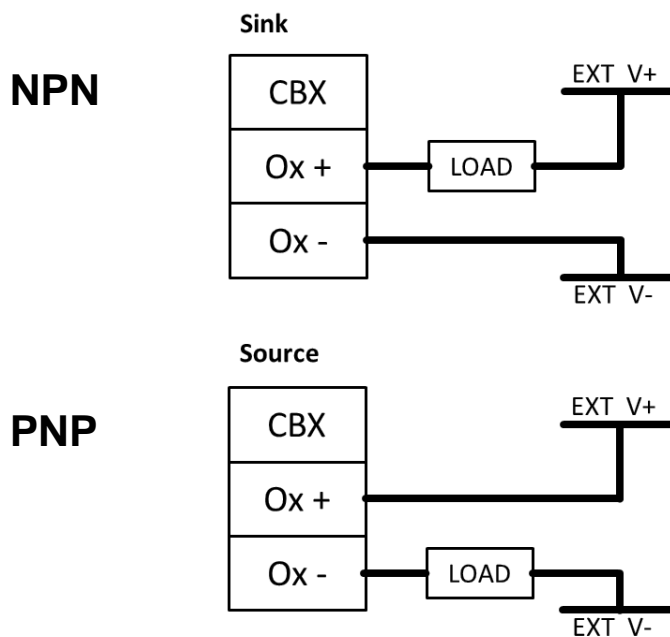 Sink
NPN
CBX
EXT V+
Ox +
LOAD
Ox -
EXT V-
Source
PNP
CBX
EXT V+
Ox +
Ox -
LOAD
EXT V-